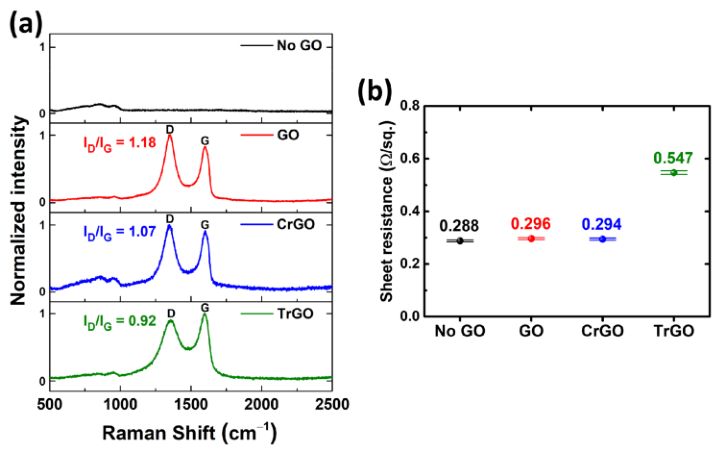 (a)
Normalized intensity
1
0
No GO
1
0
I_D/I_G = 1.18
D
G
GO
1
0
I_D/I_G = 1.07
D
G
CrGO
1
0
I_D/I_G = 0.92
D
G
TrGO
500 1000 1500 2000 2500
Raman Shift (cm⁻¹)
(b)
Sheet resistance (Ω/sq.)
0.8
0.6
0.4
0.2
0.0
0.288
0.296
0.294
0.547
No GO GO CrGO TrGO